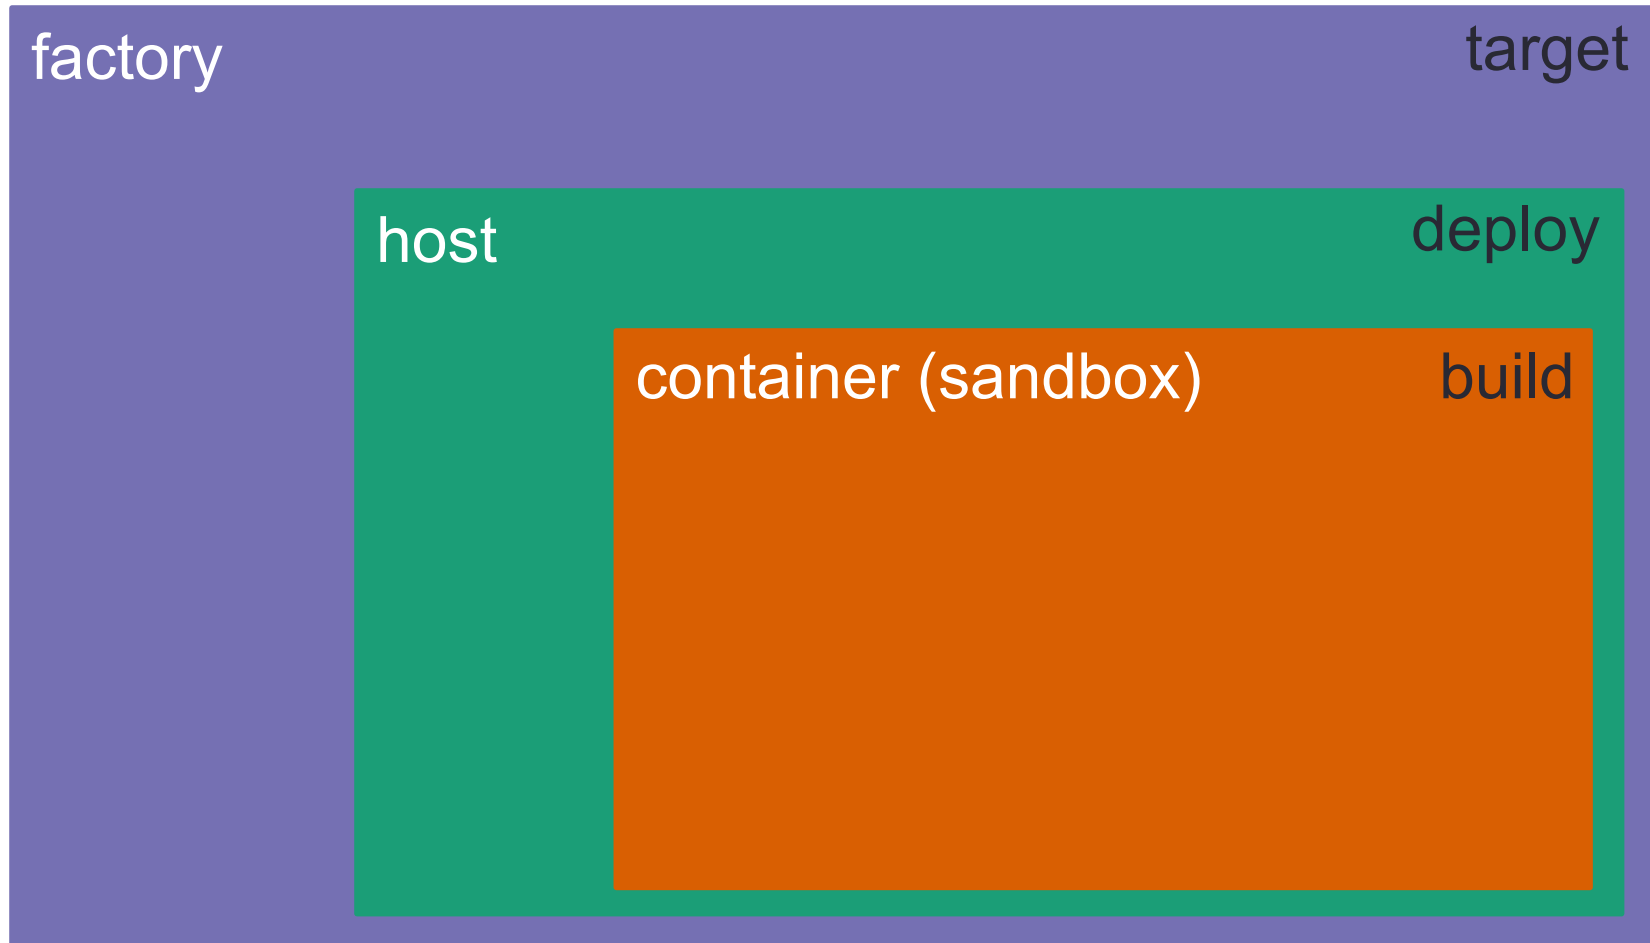 factory target
host deploy
container (sandbox) build